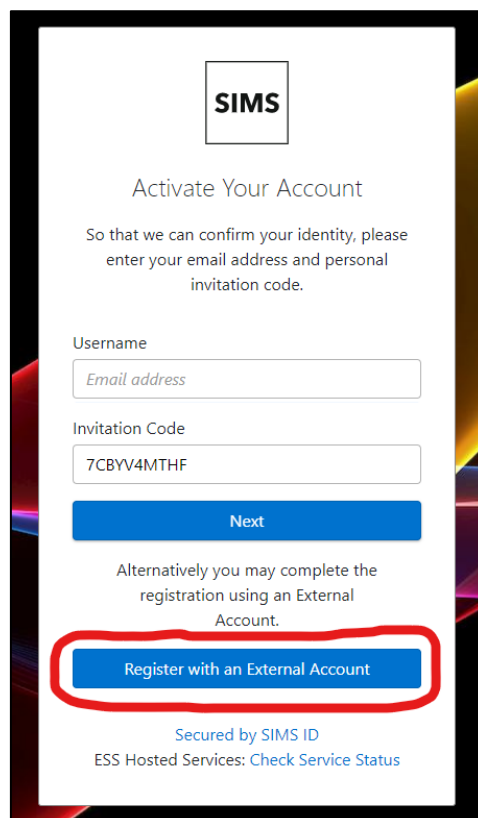 SIMS
Activate Your Account
So that we can confirm your identity, please
enter your email address and personal
invitation code.
Username
Email address
Invitation Code
7CBYV4MTHF
Next
Alternatively you may complete the
registration using an External
Account.
Register with an External Account
Secured by SIMS ID
ESS Hosted Services: Check Service Status